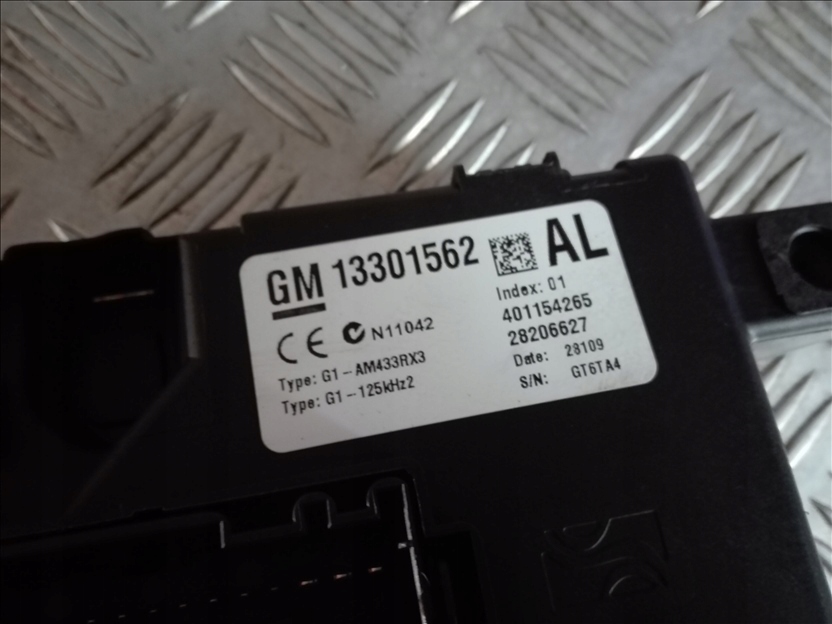 GM 13301562 AL
Index: 01
CE N11042
401154265
28206627
Type: G1-AM433RX3
Date: 28109
Type: G1-125kHz2
S/N: GT6TA4